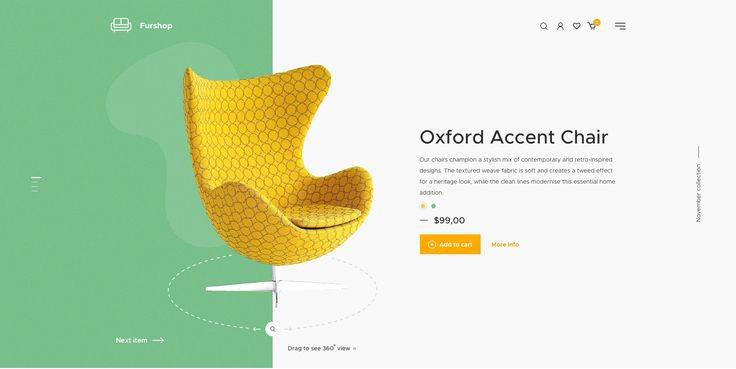 Furshop
Oxford Accent Chair
Our chairs champion a stylish mix of contemporary and retro-inspired
designs. The textured weave fabric is soft and creates a tweed effect
for a heritage look, while the clean lines modernise this essential home
addition.
$99,00
Add to cart
More info
November collection
Next item
Drag to see 360° view »